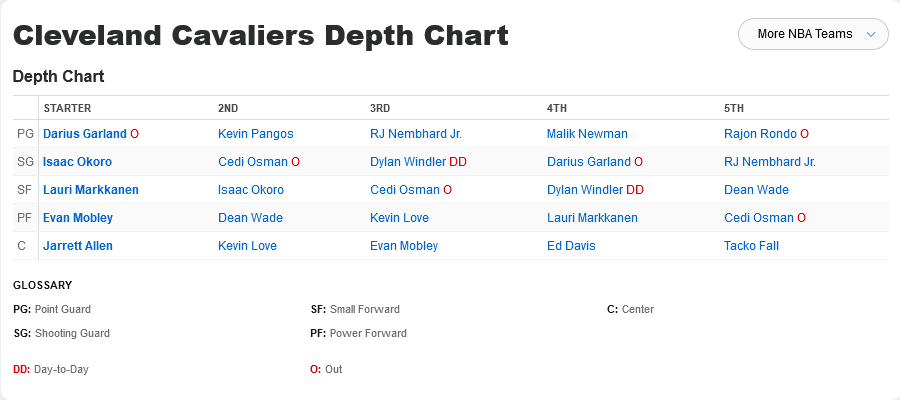 Cleveland Cavaliers Depth Chart
More NBA Teams
Depth Chart
STARTER 2ND 3RD 4TH 5TH
PG Darius Garland O Kevin Pangos RJ Nembhard Jr. Malik Newman Rajon Rondo O
SG Isaac Okoro Cedi Osman O Dylan Windler DD Darius Garland O RJ Nembhard Jr.
SF Lauri Markkanen Isaac Okoro Cedi Osman O Dylan Windler DD Dean Wade
PF Evan Mobley Dean Wade Kevin Love Lauri Markkanen Cedi Osman O
C Jarrett Allen Kevin Love Evan Mobley Ed Davis Tacko Fall
GLOSSARY
PG: Point Guard SF: Small Forward C: Center
SG: Shooting Guard PF: Power Forward
DD: Day-to-Day O: Out